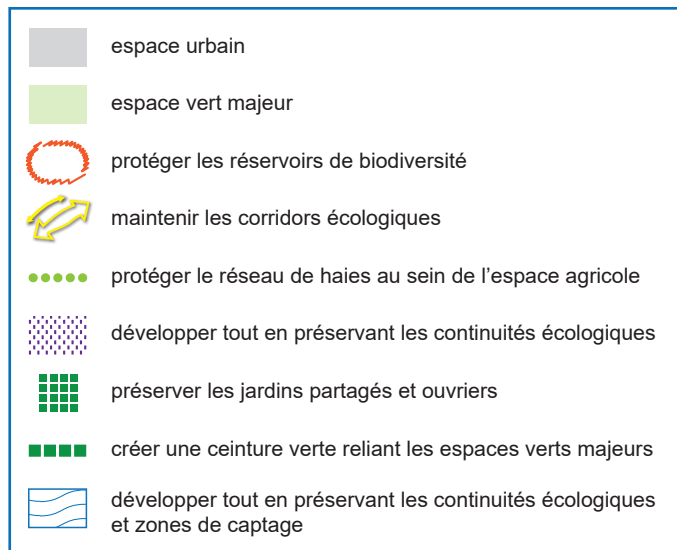 espace urbain
espace vert majeur
protéger les réservoirs de biodiversité
maintenir les corridors écologiques
protéger le réseau de haies au sein de l'espace agricole
développer tout en préservant les continuités écologiques
préserver les jardins partagés et ouvriers
créer une ceinture verte reliant les espaces verts majeurs
développer tout en préservant les continuités écologiques
et zones de captage